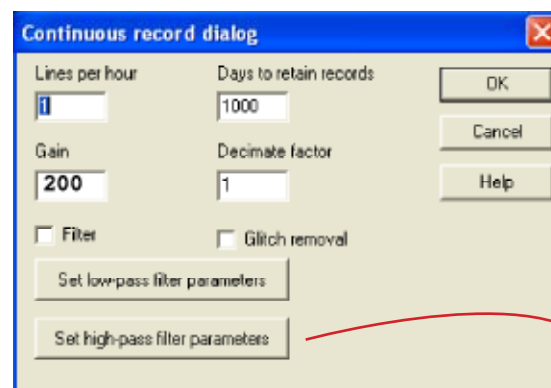 Continuous record dialog
Lines per hour
Days to retain records
OK
1
1000
Cancel
Gain
Decimate factor
200
1
Help
Filter
Glitch removal
Set low-pass filter parameters
Set high-pass filter parameters